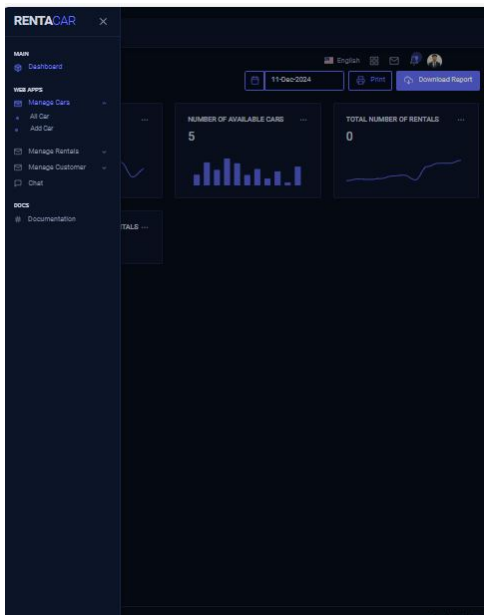 RENTACAR
MAIN
Dashboard
WEB APPS
Manage Cars
All Car
Add Car
Manage Rentals
Manage Customer
Chat
DOCS
Documentation
English
11-Dec-2024
Print
Download Report
NUMBER OF AVAILABLE CARS
5
TOTAL NUMBER OF RENTALS
0
NTALS